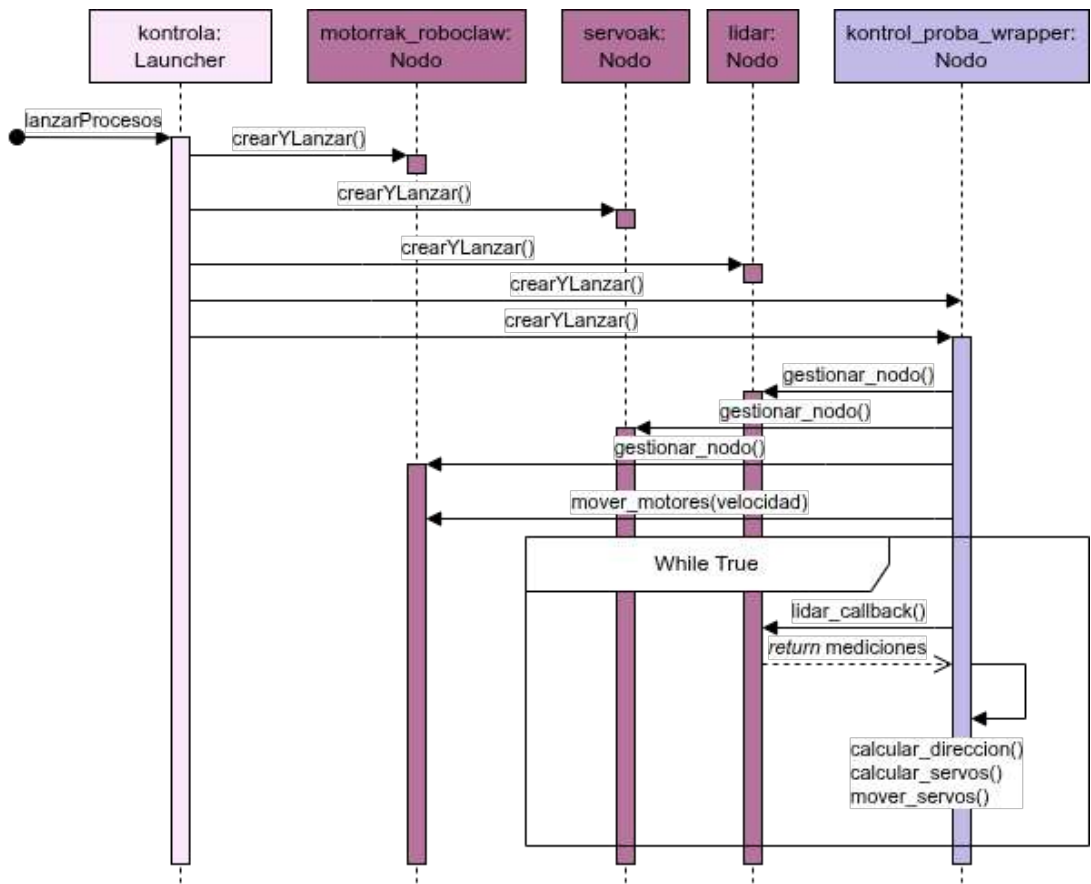 kontrola:
Launcher
motorrak_roboclaw:
Nodo
servoak:
Nodo
lidar:
Nodo
kontrol_proba_wrapper:
Nodo
lanzarProcesos
crearYLanzar()
crearYLanzar()
crearYLanzar()
crearYLanzar()
crearYLanzar()
gestionar_nodo()
gestionar_nodo()
gestionar_nodo()
mover_motores(velocidad)
While True
lidar_callback()
return mediciones
calcular_direccion()
calcular_servos()
mover_servos()